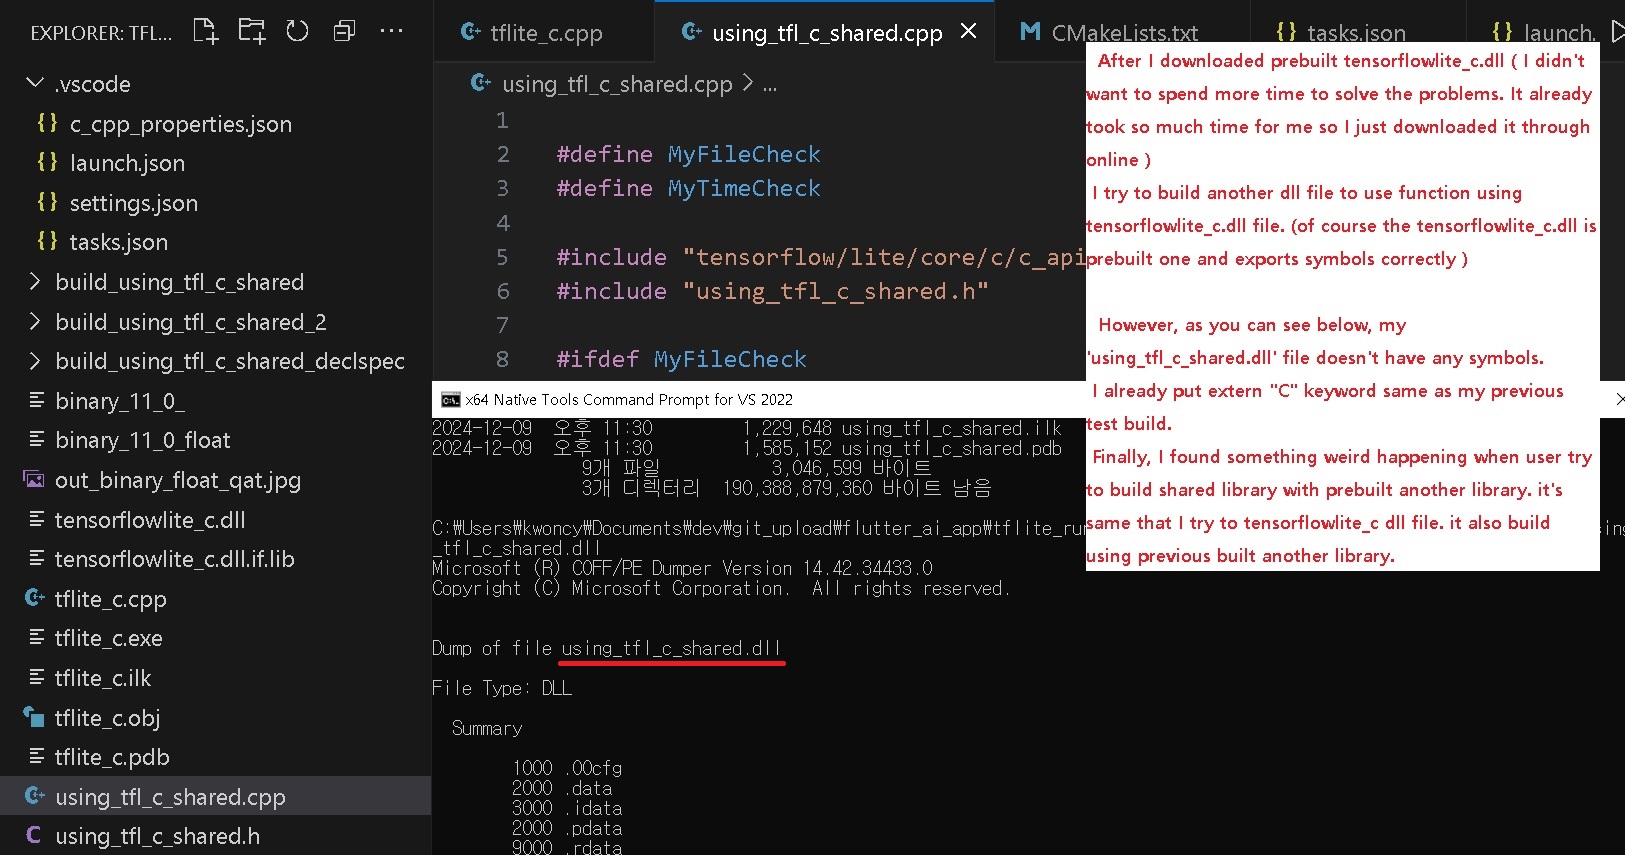 EXPLORER: TFL...
.vscode
c_cpp_properties.json
launch.json
settings.json
tasks.json
build_using_tfl_c_shared
build_using_tfl_c_shared_2
build_using_tfl_c_shared_declspec
binary_11_0_
binary_11_0_float
out_binary_float_qat.jpg
tensorflowlite_c.dll
tensorflowlite_c.dll.if.lib
tflite_c.cpp
tflite_c.exe
tflite_c.ilk
tflite_c.obj
tflite_c.pdb
using_tfl_c_shared.cpp
using_tfl_c_shared.h
tflite_c.cpp
using_tfl_c_shared.cpp
CMakeLists.txt
tasks.json
launch.
using_tfl_c_shared.cpp > ...
1
2 #define MyFileCheck
3 #define MyTimeCheck
4
5 #include "tensorflow/lite/core/c/c_api
6 #include "using_tfl_c_shared.h"
7
8 #ifdef MyFileCheck
After I downloaded prebuilt tensorflowlite_c.dll ( I didn't
want to spend more time to solve the problems. It already
took so much time for me so I just downloaded it through
online )
I try to build another dll file to use function using
tensorflowlite_c.dll file. (of course the tensorflowlite_c.dll is
prebuilt one and exports symbols correctly )
However, as you can see below, my
'using_tfl_c_shared.dll' file doesn't have any symbols.
I already put extern "C" keyword same as my previous
test build.
Finally, I found something weird happening when user try
to build shared library with prebuilt another library. it's
same that I try to tensorflowlite_c dll file. it also build
using previous built another library.
x64 Native Tools Command Prompt for VS 2022
2024-12-09 오후 11:30 1,229,648 using_tfl_c_shared.ilk
2024-12-09 오후 11:30 1,585,152 using_tfl_c_shared.pdb
9개 파일 3,046,599 바이트
3개 디렉터리 190,388,879,360 바이트 남음
C:₩Users₩kwoncy₩Documents₩dev₩git_upload₩flutter_ai_app₩tflite_ru
_tfl_c_shared.dll
Microsoft (R) COFF/PE Dumper Version 14.42.34433.0
Copyright (C) Microsoft Corporation. All rights reserved.
Dump of file using_tfl_c_shared.dll
File Type: DLL
Summary
1000 .00cfg
2000 .data
3000 .idata
2000 .pdata
9000 .rdata